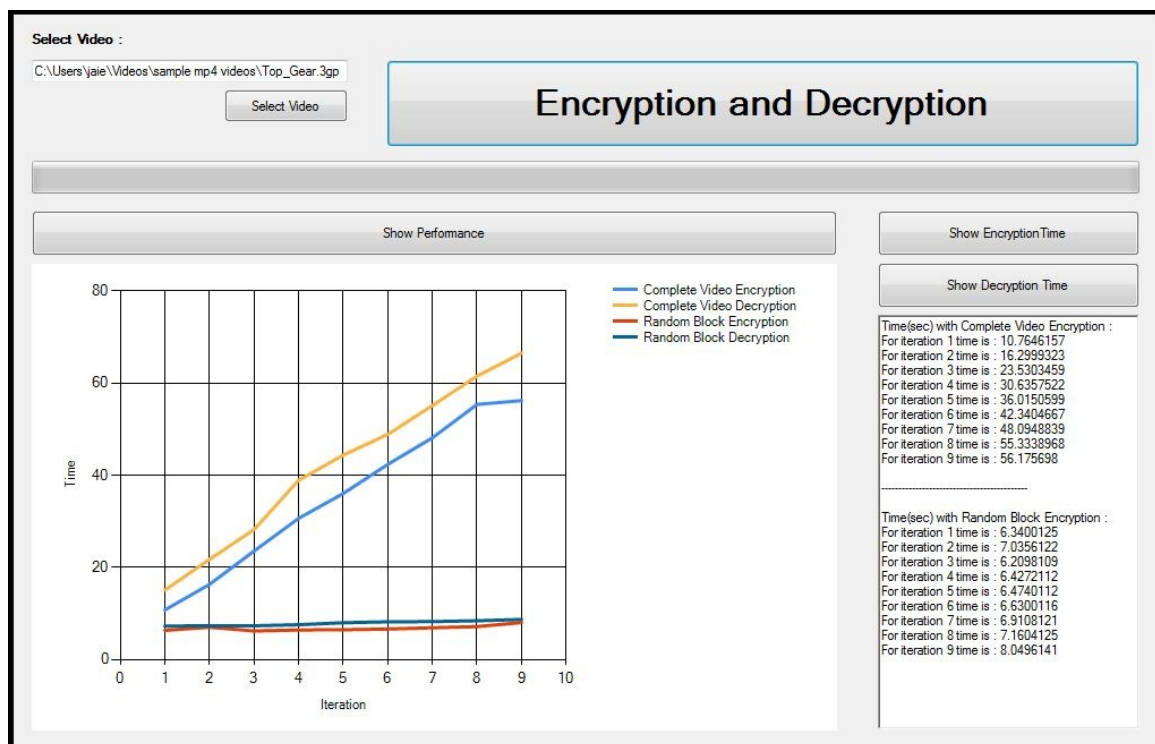 Select Video :
C:\Users\jaie\Videos\sample mp4 videos\Top_Gear.3gp
Select Video
Encryption and Decryption
Show Performance
Show Encryption Time
Show Decryption Time
80
60
40
20
0
Time
0 1 2 3 4 5 6 7 8 9 10
Iteration
Complete Video Encryption
Complete Video Decryption
Random Block Encryption
Random Block Decryption
Time(sec) with Complete Video Encryption :
For iteration 1 time is : 10.7646157
For iteration 2 time is : 16.2999323
For iteration 3 time is : 23.5303459
For iteration 4 time is : 30.6357522
For iteration 5 time is : 36.0150599
For iteration 6 time is : 42.3404667
For iteration 7 time is : 48.0948839
For iteration 8 time is : 55.3338968
For iteration 9 time is : 56.175698
-------------------------------------------
Time(sec) with Random Block Encryption :
For iteration 1 time is : 6.3400125
For iteration 2 time is : 7.0356122
For iteration 3 time is : 6.2098109
For iteration 4 time is : 6.4272112
For iteration 5 time is : 6.4740112
For iteration 6 time is : 6.6300116
For iteration 7 time is : 6.9108121
For iteration 8 time is : 7.1604125
For iteration 9 time is : 8.0496141